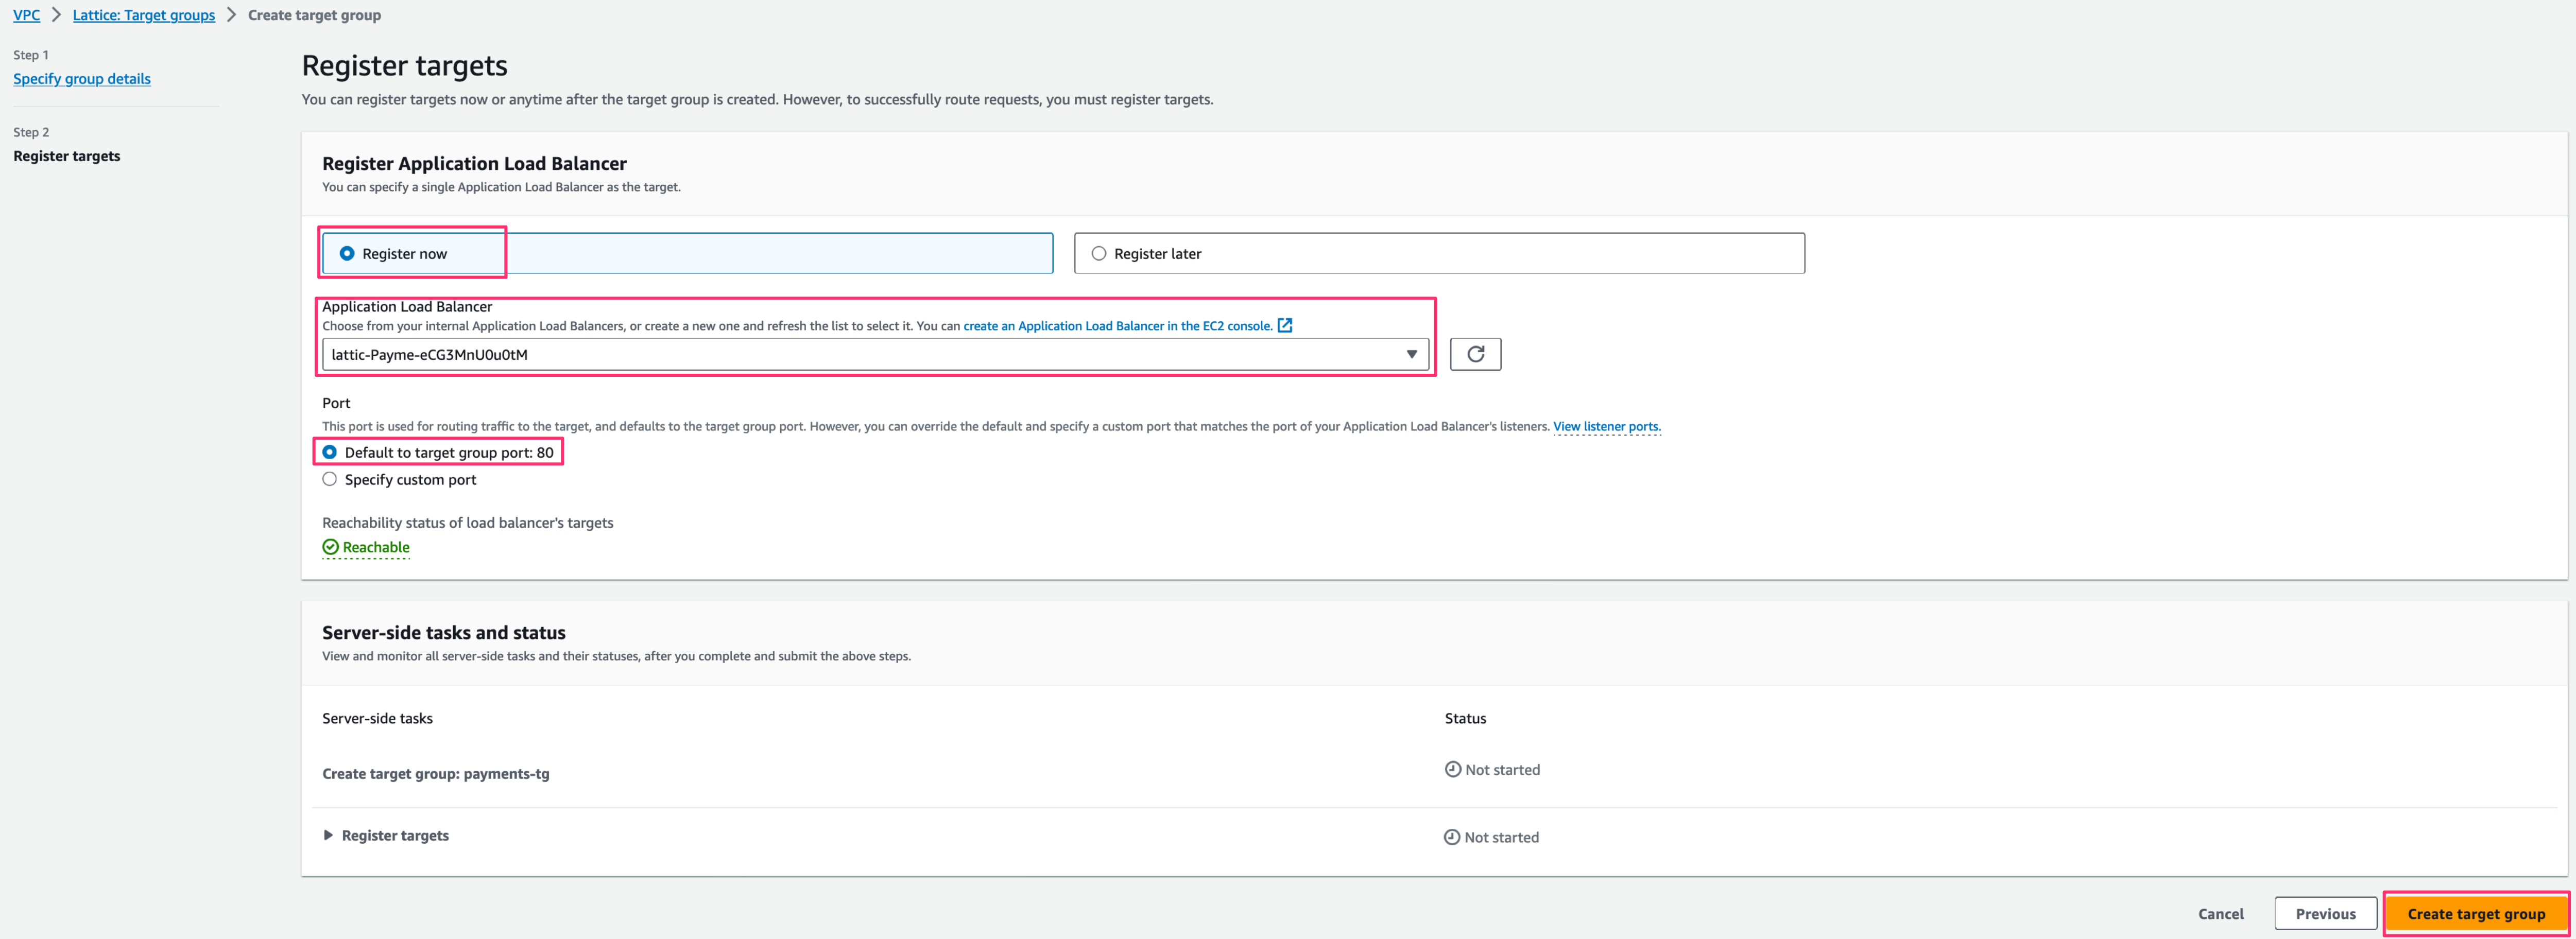 VPC > Lattice: Target groups > Create target group
Step 1
Specify group details
Step 2
Register targets
Register targets
You can register targets now or anytime after the target group is created. However, to successfully route requests, you must register targets.
Register Application Load Balancer
You can specify a single Application Load Balancer as the target.
Register now
Register later
Application Load Balancer
Choose from your internal Application Load Balancers, or create a new one and refresh the list to select it. You can create an Application Load Balancer in the EC2 console.
lattic-Payme-eCG3MnU0u0tM
Port
This port is used for routing traffic to the target, and defaults to the target group port. However, you can override the default and specify a custom port that matches the port of your Application Load Balancer's listeners. View listener ports.
Default to target group port: 80
Specify custom port
Reachability status of load balancer's targets
Reachable
Server-side tasks and status
View and monitor all server-side tasks and their statuses, after you complete and submit the above steps.
Server-side tasks
Status
Create target group: payments-tg
Not started
Register targets
Not started
Cancel
Previous
Create target group